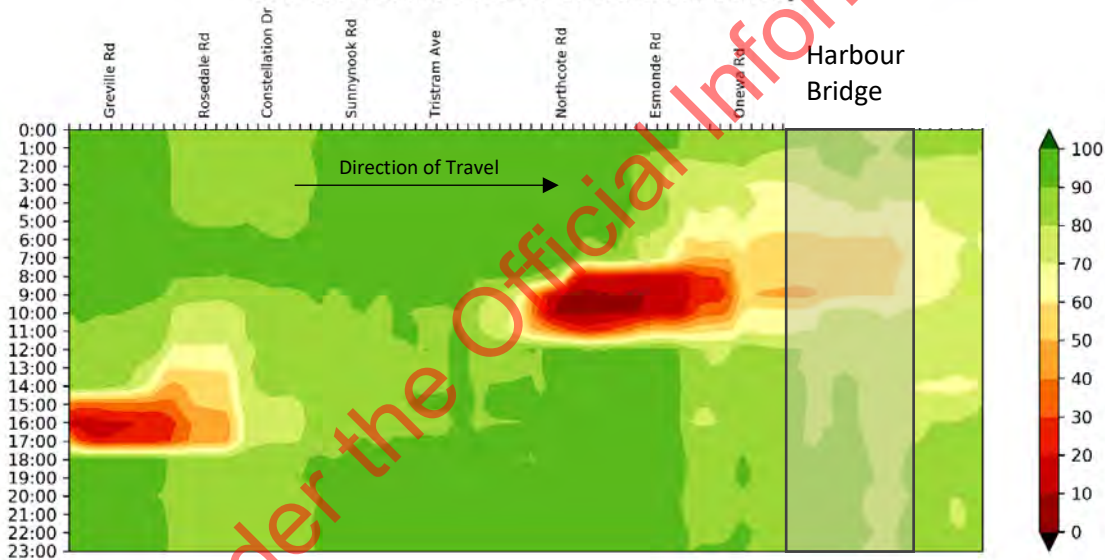 Greville Rd
Rosedale Rd
Constellation Dr
Sunnynook Rd
Tristram Ave
Northcote Rd
Esmonde Rd
Onewa Rd
Harbour
Bridge
Direction of Travel
0:00
1:00
2:00
3:00
4:00
5:00
6:00
7:00
8:00
9:00
10:00
11:00
12:00
13:00
14:00
15:00
16:00
17:00
18:00
19:00
20:00
21:00
22:00
23:00
100
90
80
70
60
50
40
30
20
10
0
der the Official Infor